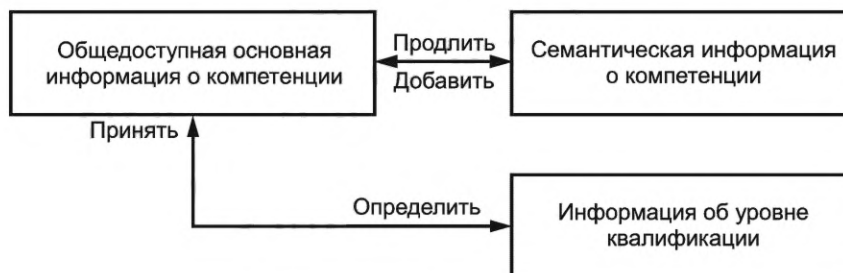 Общедоступная основная
информация о компетенции
Продлить
Добавить
Семантическая информация
о компетенции
Принять
Определить
Информация об уровне
квалификации